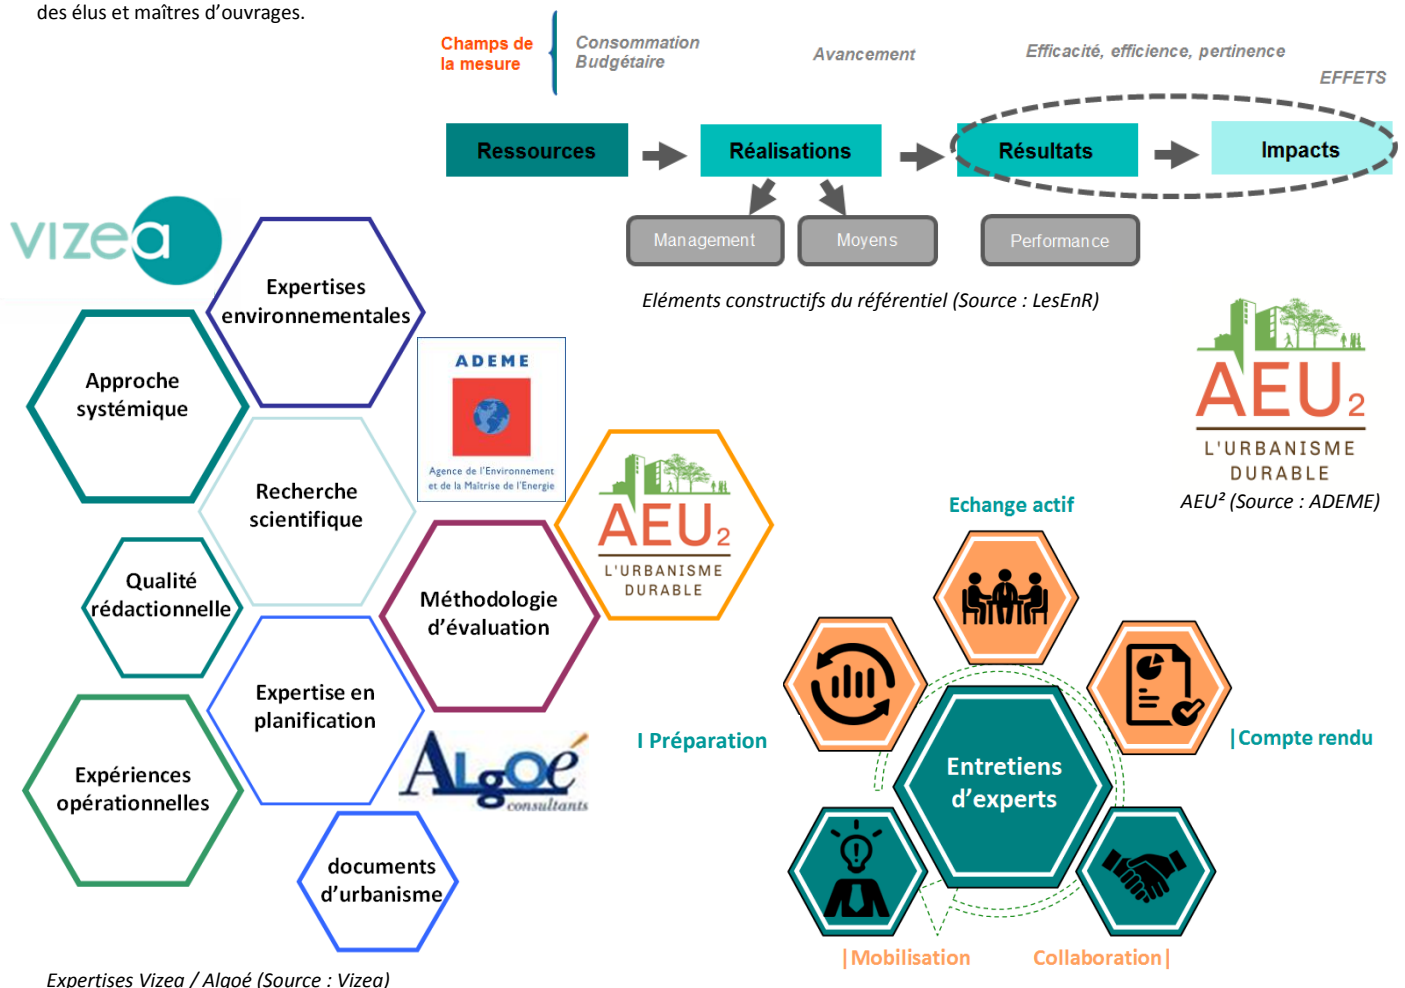 des élus et maîtres d’ouvrages.
Champs de
la mesure
Consommation
Budgétaire
Avancement
Efficacité, efficience, pertinence
EFFETS
Ressources
Réalisations
Résultats
Impacts
Management
Moyens
Performance
Eléments constructifs du référentiel (Source : LesEnR)
vizea
Expertises
environnementales
Approche
systémique
ADEME
Agence de l'Environnement
et de la Maîtrise de l'Energie
Recherche
scientifique
AEU2
L'URBANISME
DURABLE
Qualité
rédactionnelle
Méthodologie
d’évaluation
Expertise en
planification
Expériences
opérationnelles
ALgoé
consultants
documents
d’urbanisme
Expertises Vizea / Algoé (Source : Vizea)
AEU2
L'URBANISME
DURABLE
AEU² (Source : ADEME)
Echange actif
I Préparation
|Compte rendu
Entretiens
d’experts
|Mobilisation
Collaboration|